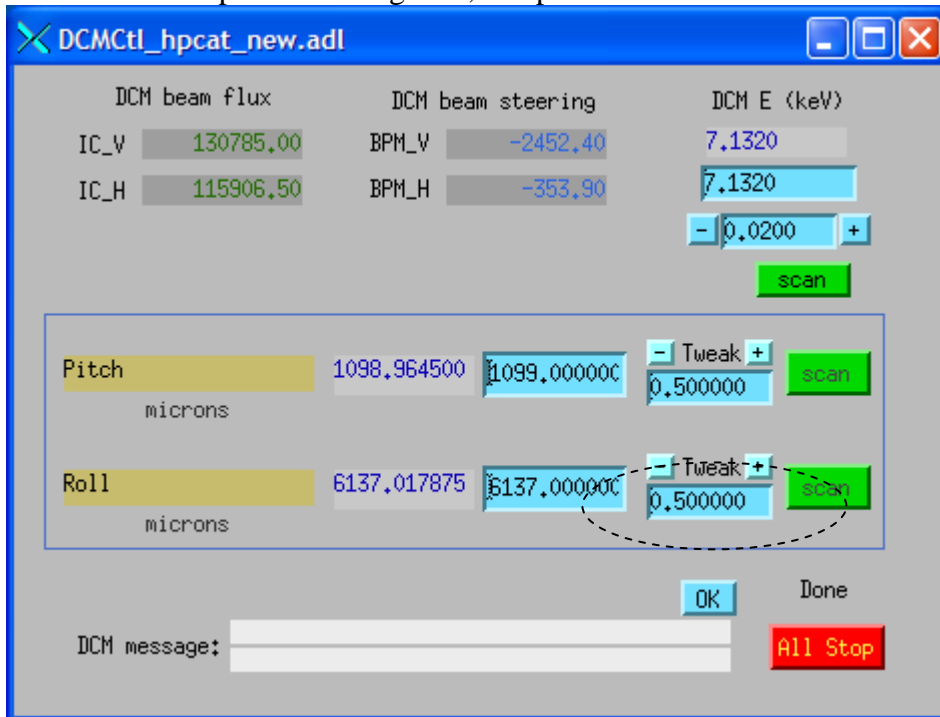 DCMCtl_hpcat_new.adl
DCM beam flux DCM beam steering DCM E (keV)
IC_V 130785.00 BPM_V -2452.40 7.1320
IC_H 115906.50 BPM_H -353.90 7.1320
- 0.0200 +
scan
Pitch 1098.964500 1099.000000 - Tweak + scan
0.500000
microns
Roll 6137.017875 6137.000000 - Tweak + scan
0.500000
microns
OK Done
DCM message: All Stop